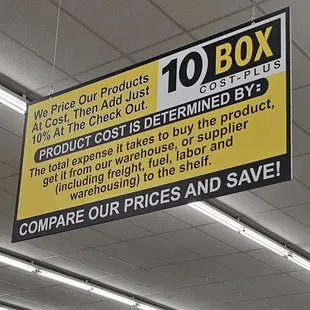 We Price Our Products
At Cost, Then Add Just
10% At The Check Out.
10 BOX
COST-PLUS
PRODUCT COST IS DETERMINED BY:
The total expense it takes to buy the product,
get it from our warehouse, or supplier
(including freight, fuel, labor and
warehousing) to the shelf.
COMPARE OUR PRICES AND SAVE!